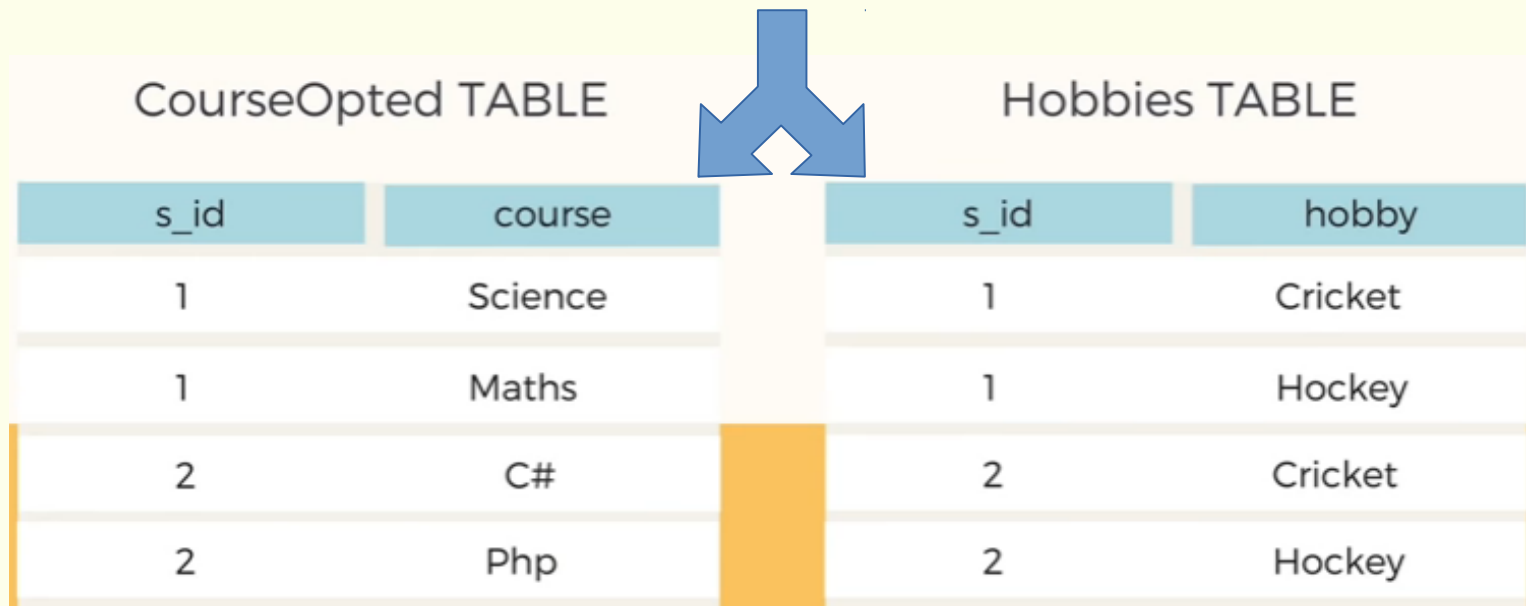 CourseOpted TABLE Hobbies TABLE
s_id course s_id hobby
1 Science 1 Cricket
1 Maths 1 Hockey
2 C# 2 Cricket
2 Php 2 Hockey